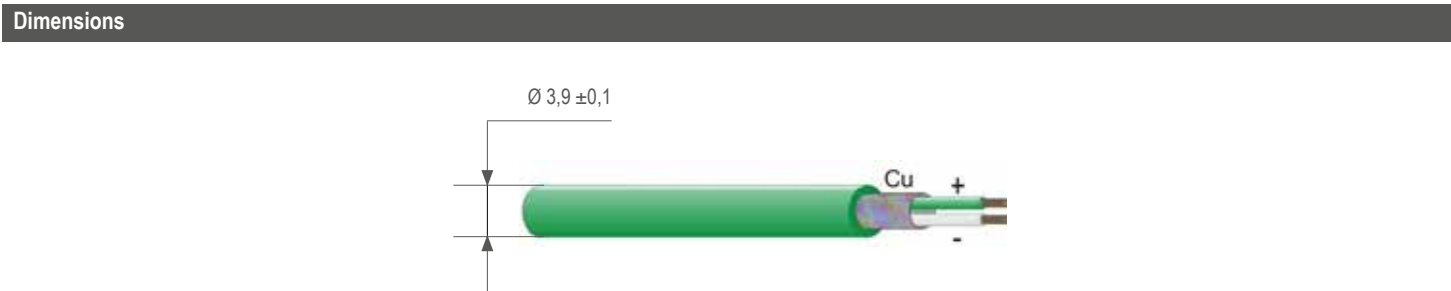 Dimensions
Ø 3,9 ±0,1
Cu +
-